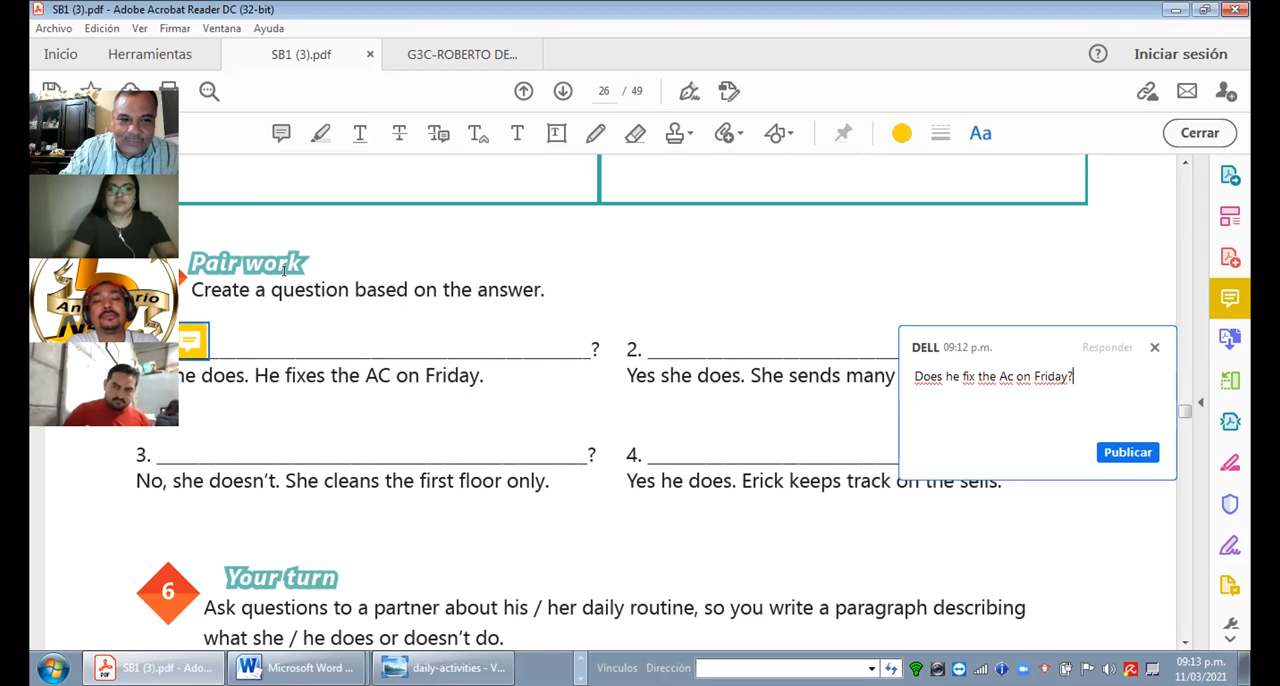 SB1 (3).pdf - Adobe Acrobat Reader DC (32-bit)
Archivo Edición Ver Firmar Ventana Ayuda
Inicio Herramientas SB1 (3).pdf × G3C-ROBERTO DE... Iniciar sesión
26 / 49
Aa Cerrar
Pair work
Create a question based on the answer.
?
2.
he does. He fixes the AC on Friday.
Yes she does. She sends many
DELL 09:12 p.m. Responder
Does he fix the Ac on Friday?
Publicar
3. ?
4.
No, she doesn't. She cleans the first floor only.
Yes he does. Erick keeps track on the sells.
6
Your turn
Ask questions to a partner about his / her daily routine, so you write a paragraph describing
what she / he does or doesn't do.
SB1 (3).pdf - Ado... Microsoft Word ... daily-activities - V... Vínculos Dirección 09:13 p.m.
11/03/2021